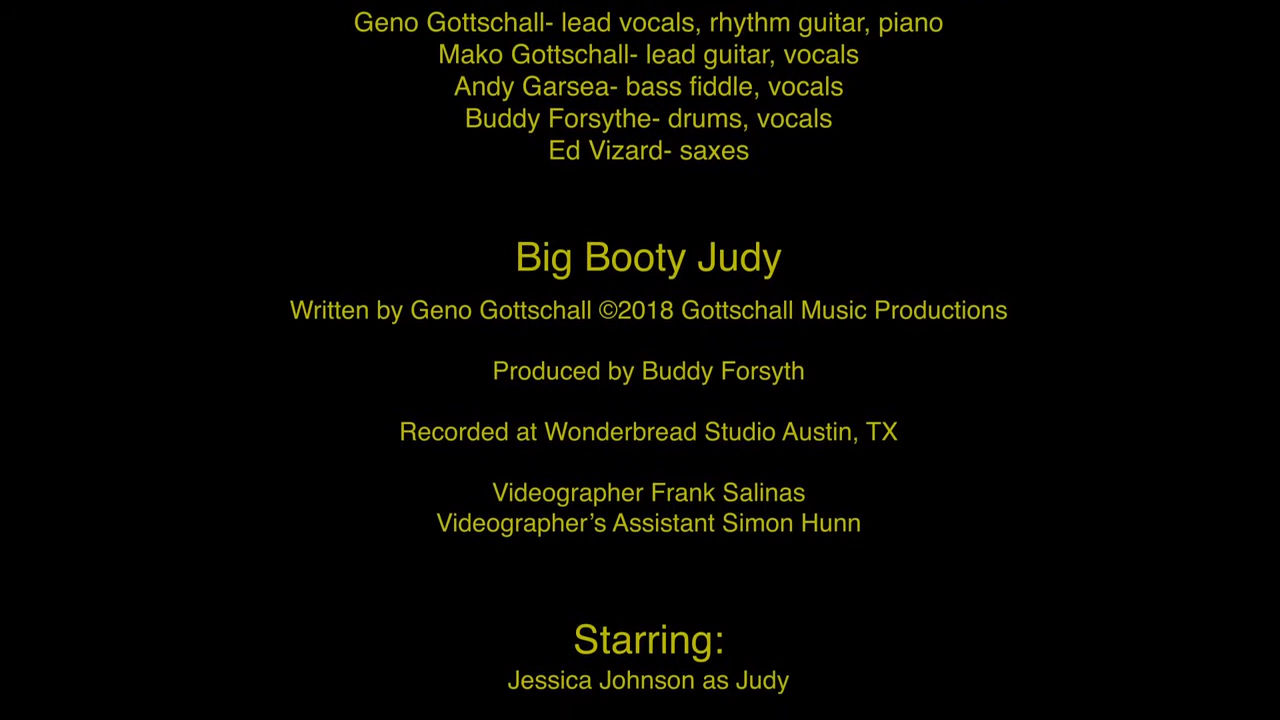 Geno Gottschall- lead vocals, rhythm guitar, piano
Mako Gottschall- lead guitar, vocals
Andy Garsea- bass fiddle, vocals
Buddy Forsythe- drums, vocals
Ed Vizard- saxes
Big Booty Judy
Written by Geno Gottschall ©2018 Gottschall Music Productions
Produced by Buddy Forsyth
Recorded at Wonderbread Studio Austin, TX
Videographer Frank Salinas
Videographer’s Assistant Simon Hunn
Starring:
Jessica Johnson as Judy